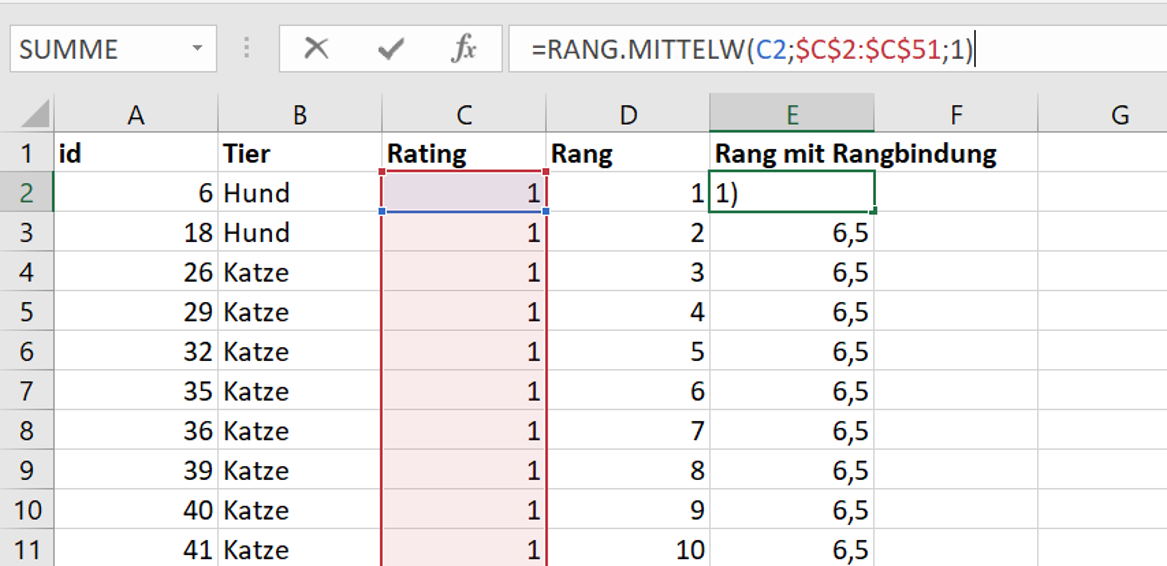 SUMME fx =RANG.MITTELW(C2;$C$2:$C$51;1)
A B C D E F G
1 id Tier Rating Rang Rang mit Rangbindung
2 6 Hund 1 1 1)
3 18 Hund 1 2 6,5
4 26 Katze 1 3 6,5
5 29 Katze 1 4 6,5
6 32 Katze 1 5 6,5
7 35 Katze 1 6 6,5
8 36 Katze 1 7 6,5
9 39 Katze 1 8 6,5
10 40 Katze 1 9 6,5
11 41 Katze 1 10 6,5